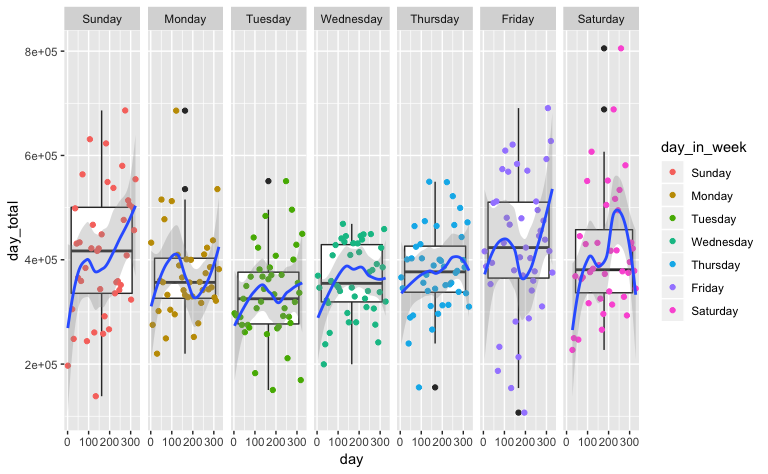 Sunday Monday Tuesday Wednesday Thursday Friday Saturday
8e+05
6e+05
4e+05
2e+05
day_total
0 100 200 300 0 100 200 300 0 100 200 300 0 100 200 300 0 100 200 300 0 100 200 300 0 100 200 300
day
day_in_week
Sunday
Monday
Tuesday
Wednesday
Thursday
Friday
Saturday